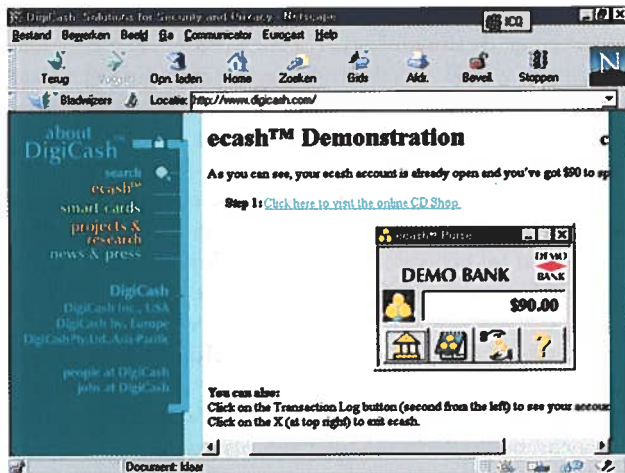 DigiCash Solutions for Security and Privacy - Netscape
ICQ
Bestand Bewerken Beeld Ga Communicator Eurogast Help
Terug Opn. laden Home Zoeken Gids Afdr. Beveil. Stoppen
N
Bladwijzers Locatie: http://www.digicash.com/
about
DigiCash™
search
ecash™
smart cards
projects &
research
news & press
DigiCash
DigiCash Inc., USA
DigiCash bv, Europe
DigiCash Pty. Ltd, Asia-Pacific
people at DigiCash
jobs at DigiCash
ecash™ Demonstration
c
As you can see, your ecash account is already open and you've got $90 to sp
Step 1: Click here to visit the online CD Shop.
ecash™ Purse
DEMO BANK
DEMO
BANK
$90.00
?
You can also:
Click on the Transaction Log button (second from the left) to see your accoun
Click on the X (at top right) to exit ecash.
Document: klaar